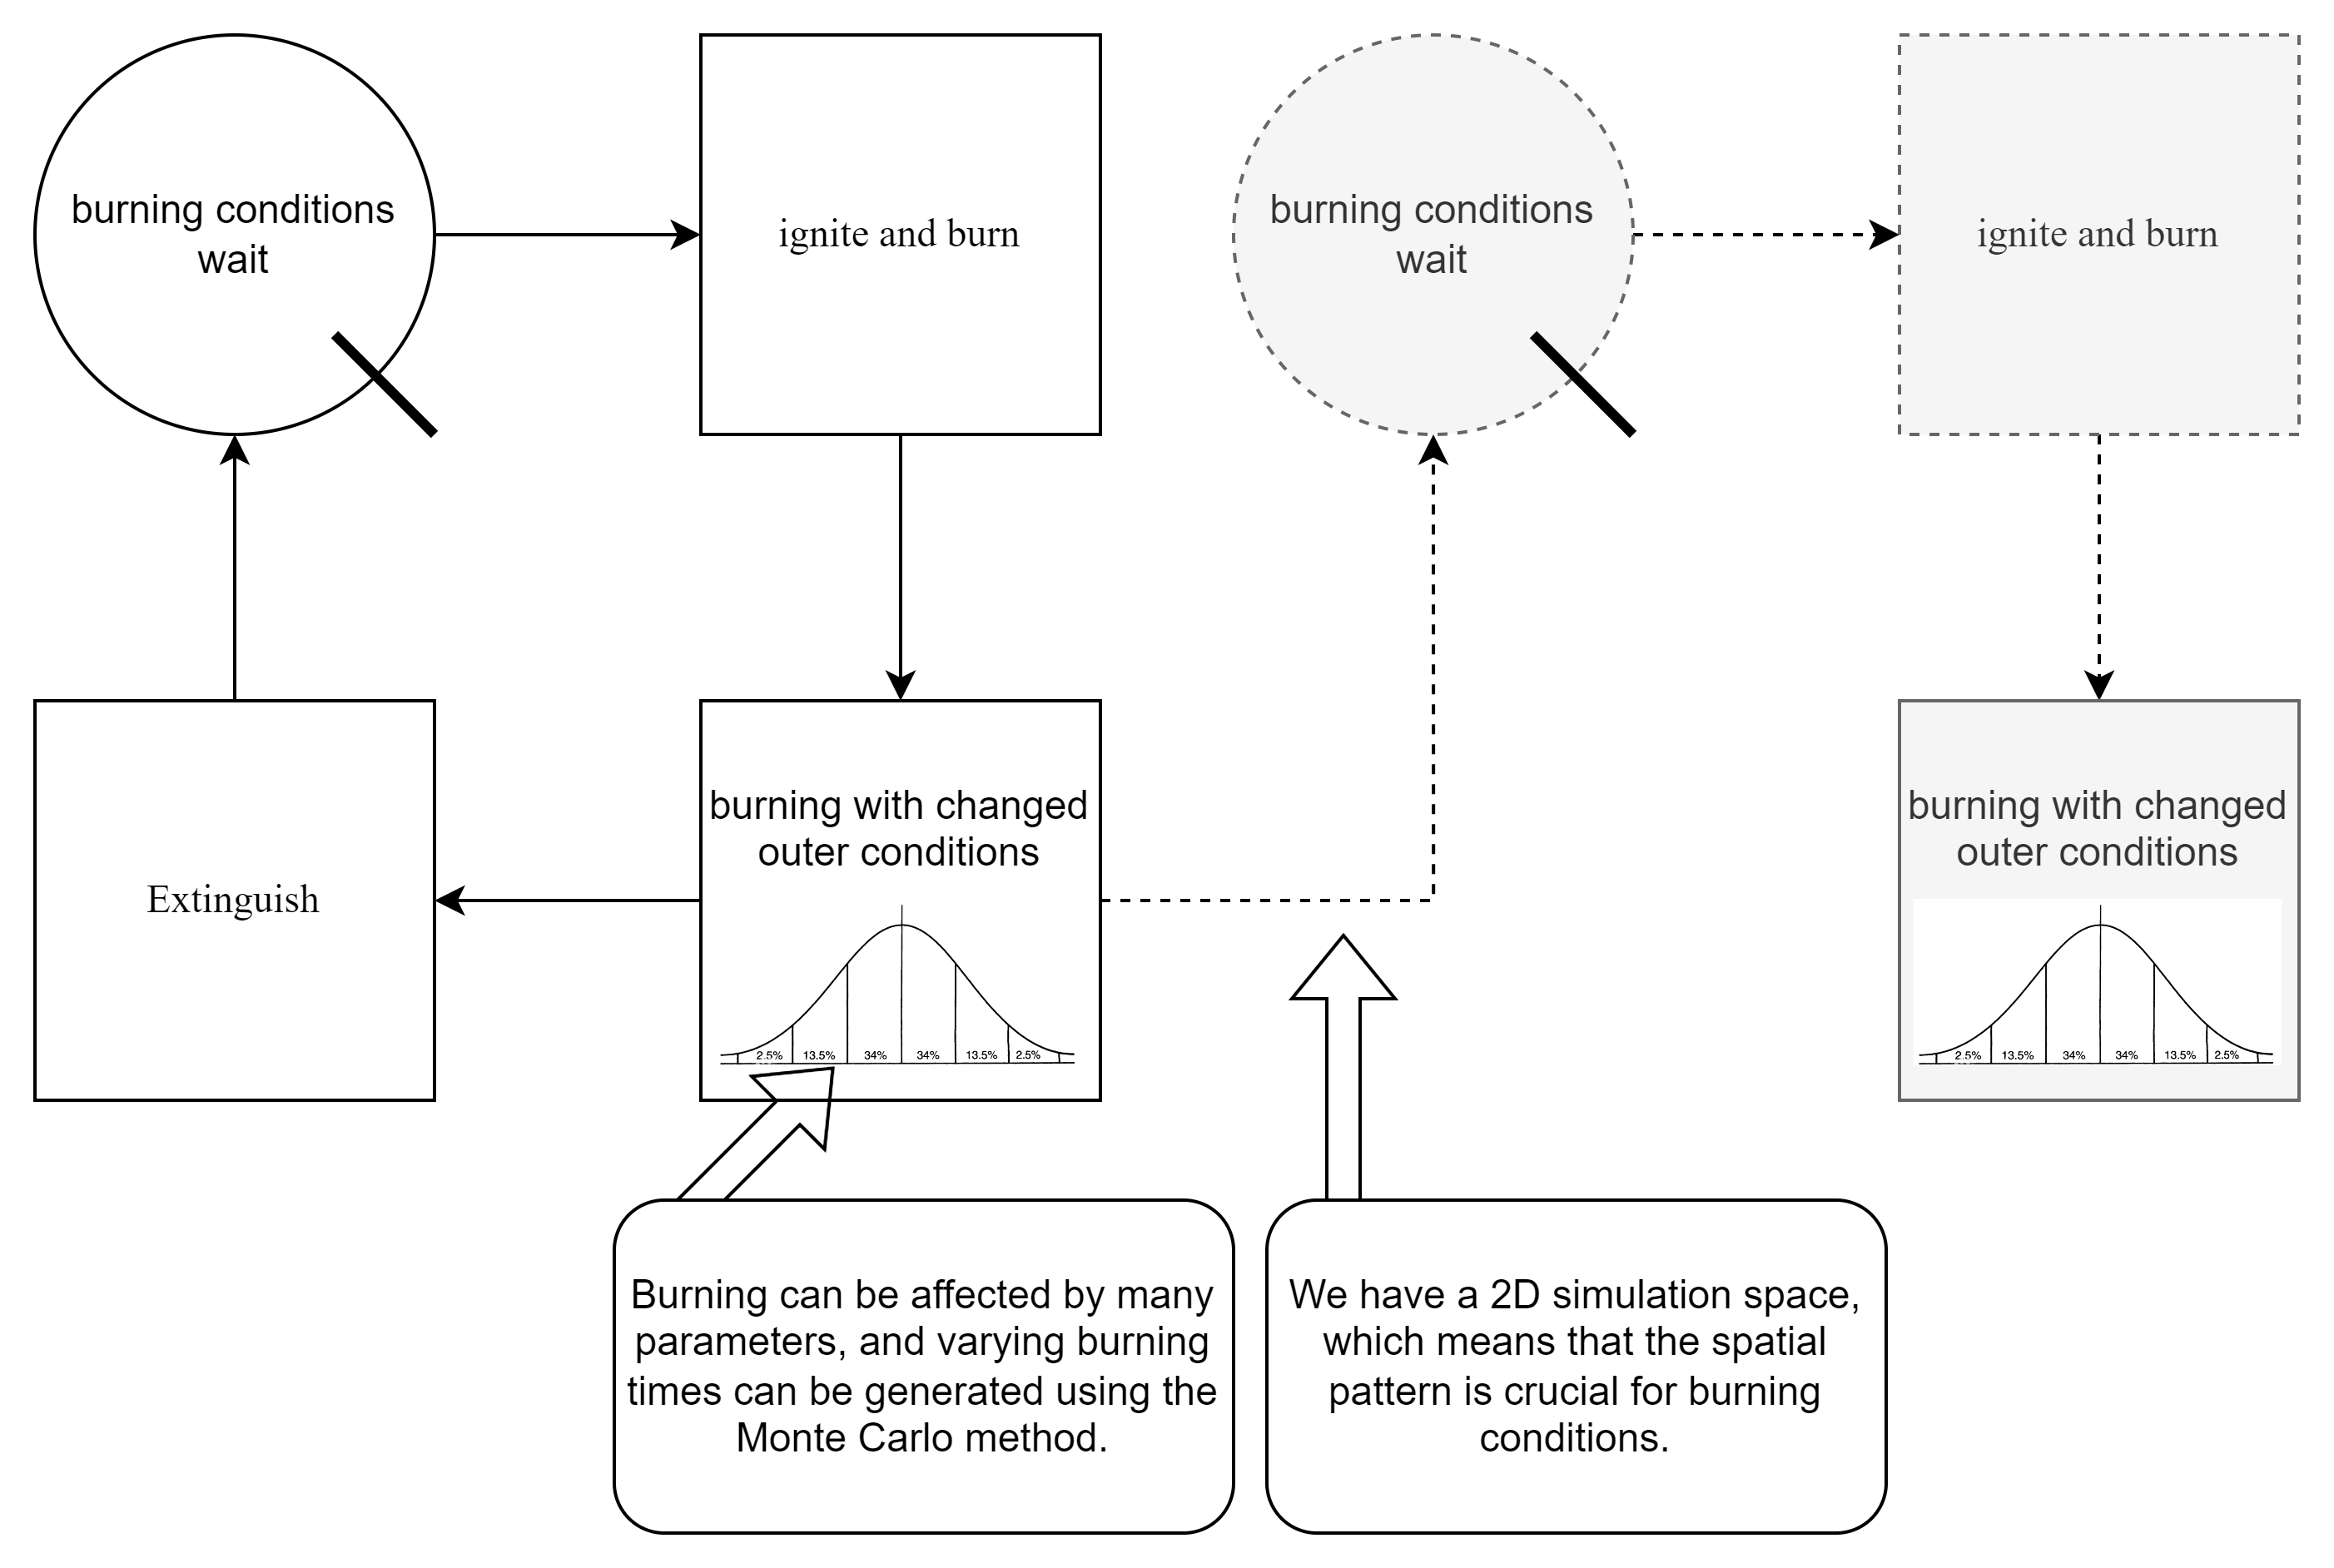 burning conditions
wait
ignite and burn
burning conditions
wait
ignite and burn
Extinguish
burning with changed
outer conditions
2.5% 13.5% 34% 34% 13.5% 2.5%
burning with changed
outer conditions
2.5% 13.5% 34% 34% 13.5% 2.5%
Burning can be affected by many
parameters, and varying burning
times can be generated using the
Monte Carlo method.
We have a 2D simulation space,
which means that the spatial
pattern is crucial for burning
conditions.